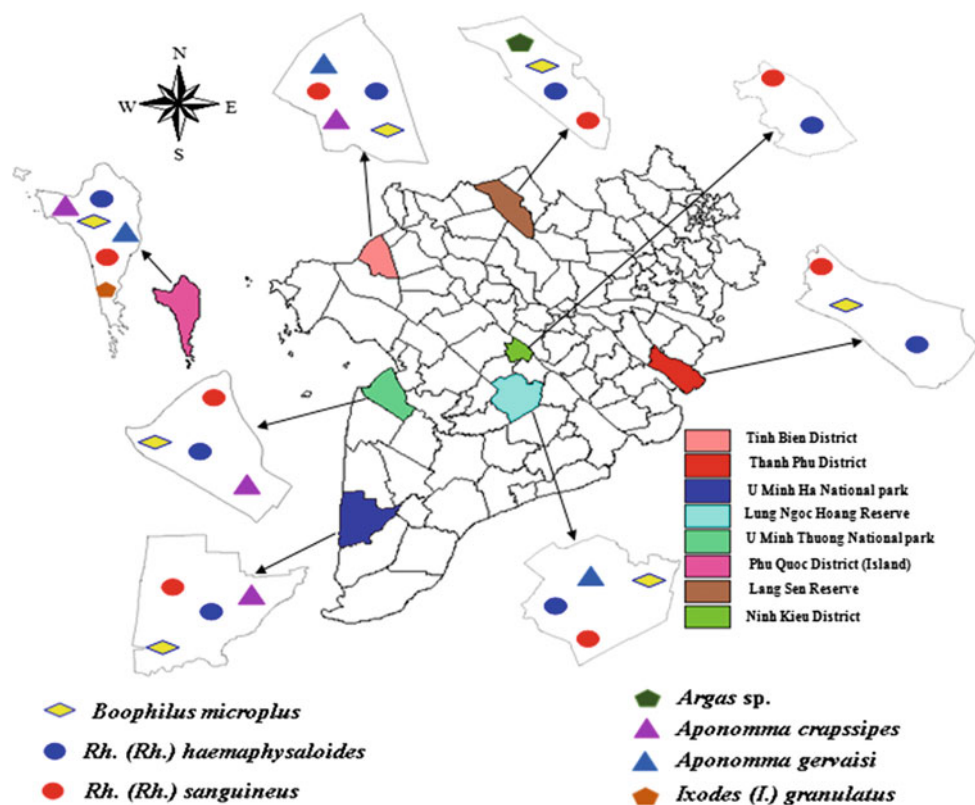 N
W E
S
Tinh Bien District
Thanh Phu District
U Minh Ha National park
Lung Ngoc Hoang Reserve
U Minh Thuong National park
Phu Quoc District (Island)
Lang Sen Reserve
Ninh Kieu District
Boophilus microplus
Rh. (Rh.) haemaphysaloides
Rh. (Rh.) sanguineus
Argas sp.
Aponomma crapssipes
Aponomma gervaisi
Ixodes (I.) granulatus